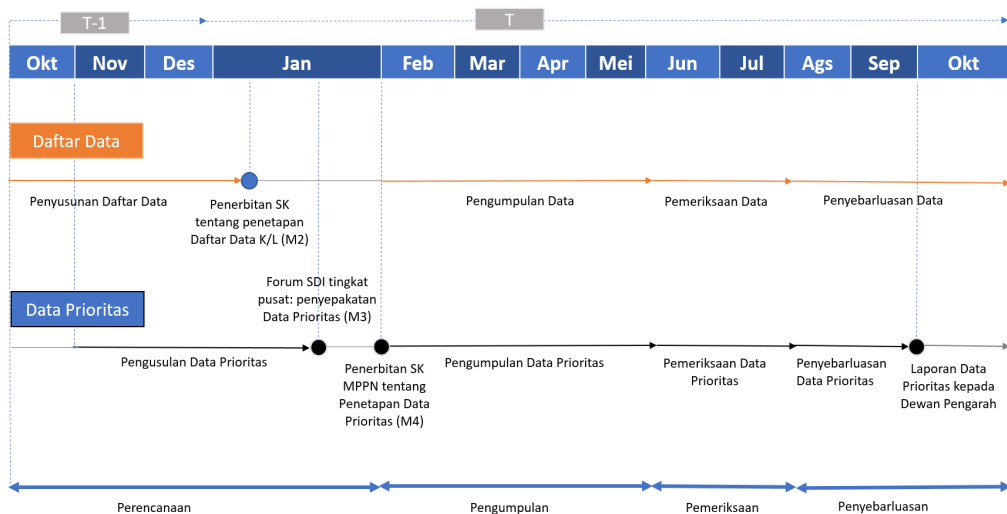 T-1
T
Okt Nov Des Jan Feb Mar Apr Mei Jun Jul Ags Sep Okt
Daftar Data
Penyusunan Daftar Data
Penerbitan SK
tentang penetapan
Daftar Data K/L (M2)
Pengumpulan Data
Pemeriksaan Data
Penyebarluasan Data
Forum SDI tingkat
pusat: penyepakatan
Data Prioritas (M3)
Data Prioritas
Pengusulan Data Prioritas
Penerbitan SK
MPPN tentang
Penetapan Data
Prioritas (M4)
Pengumpulan Data Prioritas
Pemeriksaan Data
Prioritas
Penyebarluasan
Data Prioritas
Laporan Data
Prioritas kepada
Dewan Pengarah
Perencanaan
Pengumpulan
Pemeriksaan
Penyebarluasan